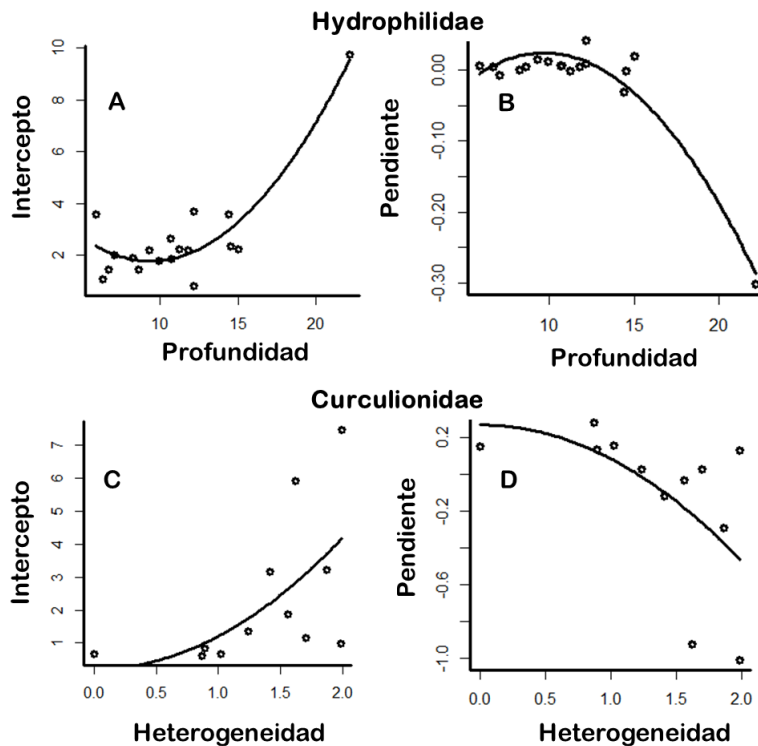 Hydrophilidae
A
Intercepto
10
8
6
4
2
10 15 20
Profundidad
B
Pendiente
0.00
-0.10
-0.20
-0.30
10 15 20
Profundidad
Curculionidae
C
Intercepto
7
6
5
4
3
2
1
0.0 0.5 1.0 1.5 2.0
Heterogeneidad
D
Pendiente
0.2
-0.2
-0.6
-1.0
0.0 0.5 1.0 1.5 2.0
Heterogeneidad